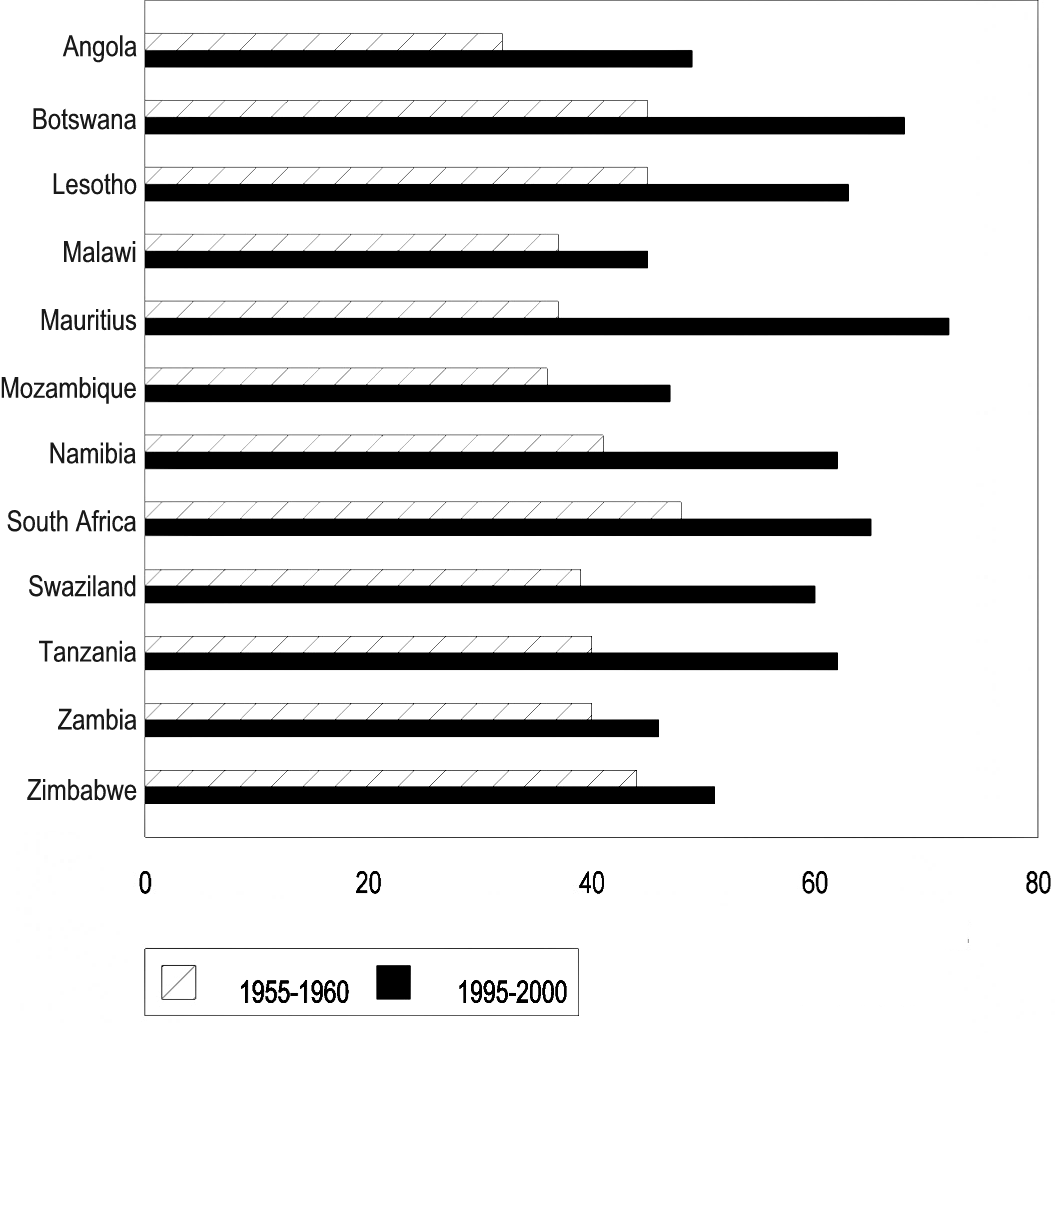 Angola
Botswana
Lesotho
Malawi
Mauritius
Mozambique
Namibia
South Africa
Swaziland
Tanzania
Zambia
Zimbabwe
0 20 40 60 80
1955-1960 1995-2000